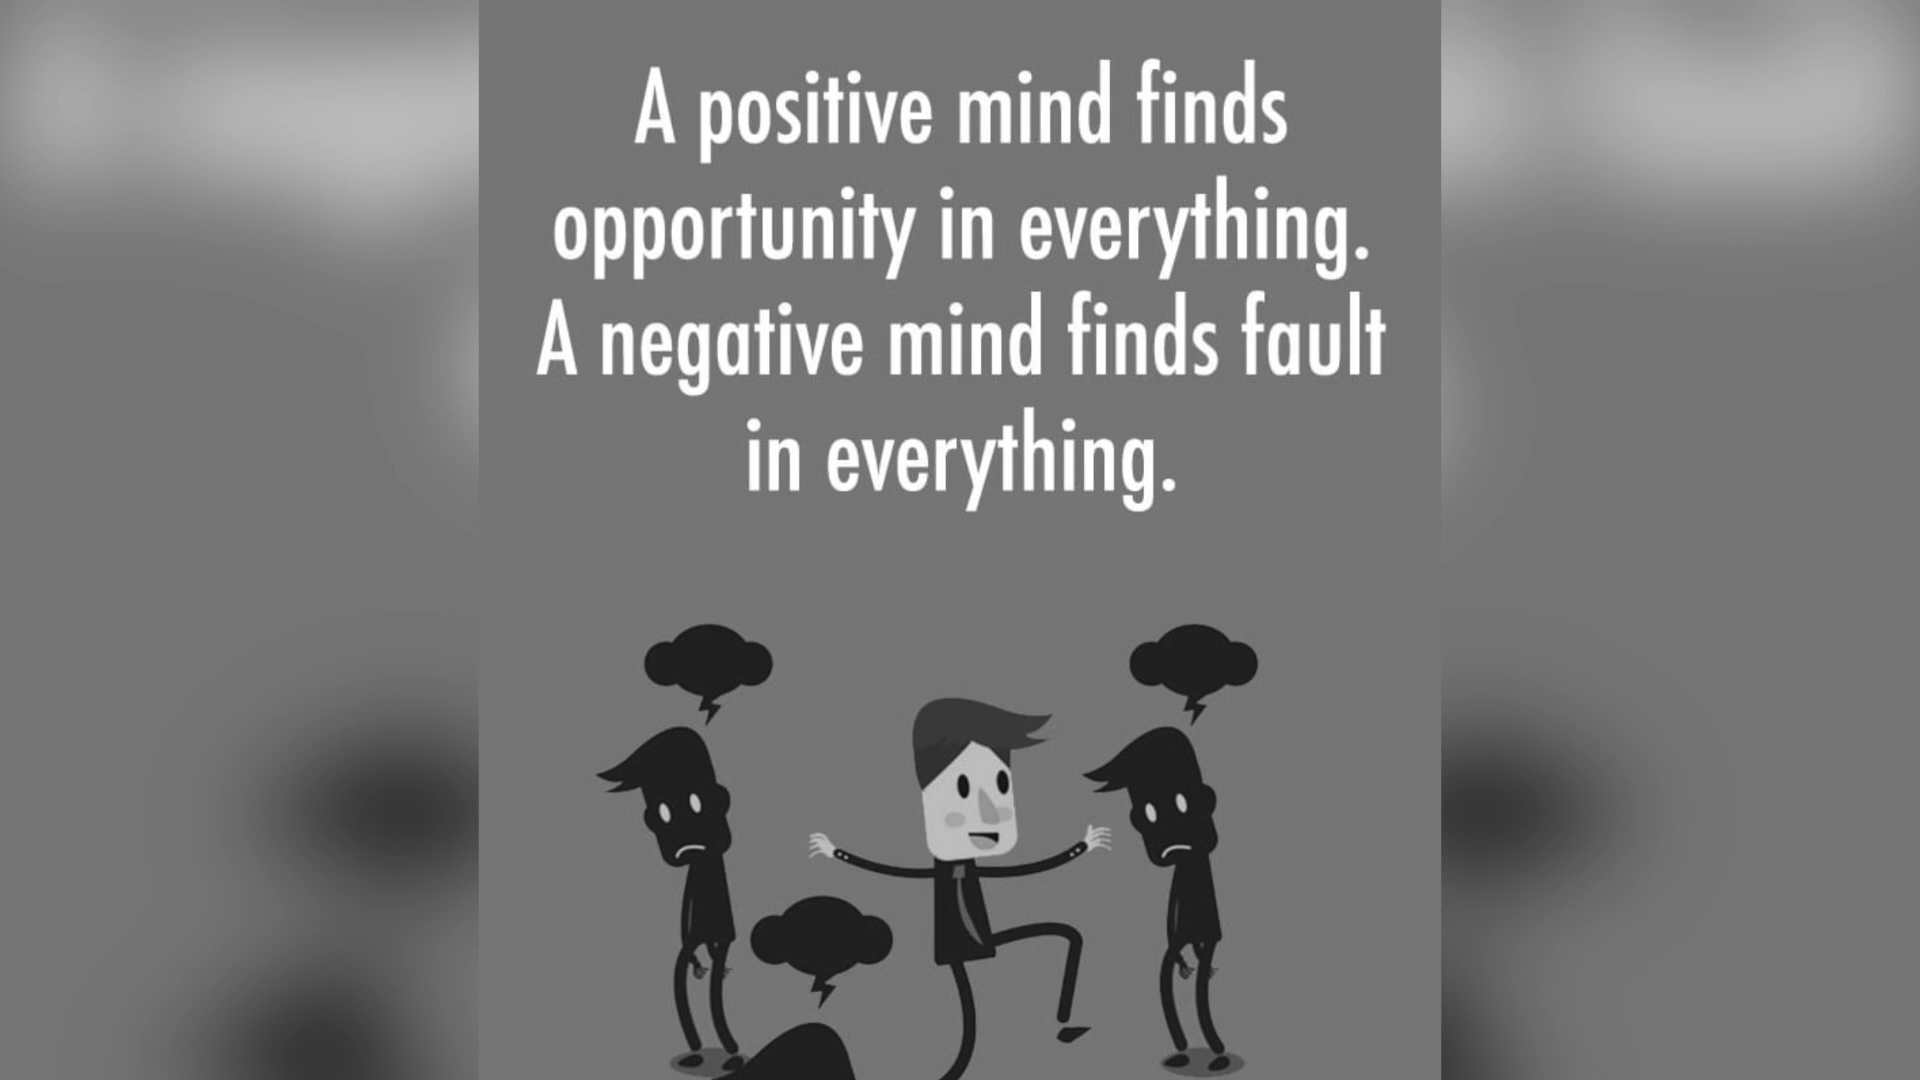 A positive mind finds
opportunity in everything.
A negative mind finds fault
in everything.